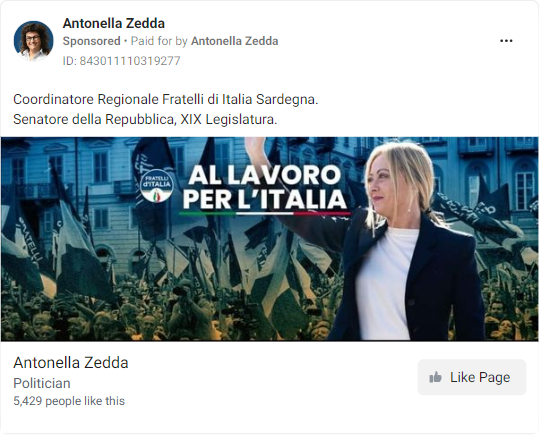 Antonella Zedda
Sponsored • Paid for by Antonella Zedda
ID: 843011110319277
Coordinatore Regionale Fratelli di Italia Sardegna.
Senatore della Repubblica, XIX Legislatura.
FRATELLI
d'ITALIA
AL LAVORO
PER L'ITALIA
Antonella Zedda
Politician
5,429 people like this
Like Page